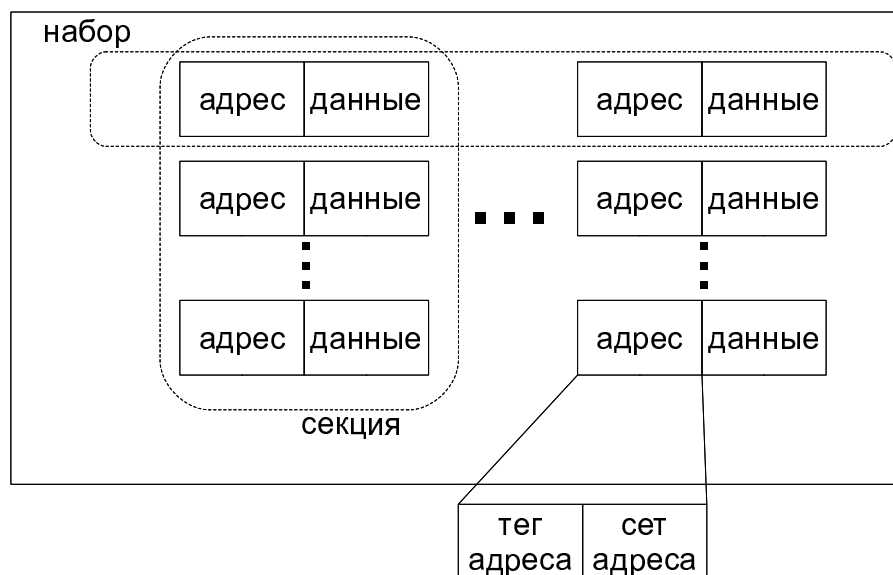 набор
адрес данные адрес данные
адрес данные адрес данные
адрес данные адрес данные
секция
тег сет
адреса адреса